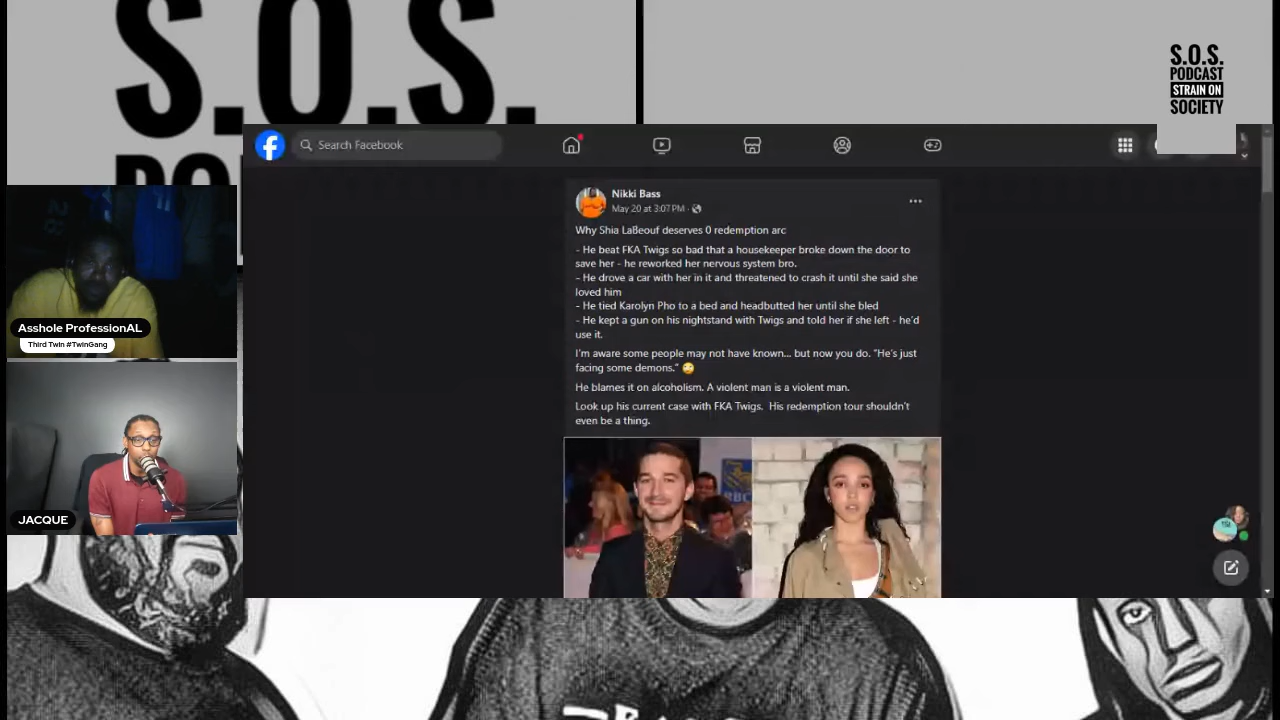 S.O.S.
S.O.S.
PODCAST
STRAIN ON
SOCIETY
Search Facebook
Nikki Bass
May 20 at 3:07 PM ·
Why Shia LaBeouf deserves 0 redemption arc
- He beat FKA Twigs so bad that a housekeeper broke down the door to
save her - he reworked her nervous system bro.
- He drove a car with her in it and threatened to crash it until she said she
loved him
- He tied Karolyn Pho to a bed and headbutted her until she bled
- He kept a gun on his nightstand with Twigs and told her if she left - he'd
use it.
I'm aware some people may not have known... but now you do. "He's just
facing some demons." 🙄
He blames it on alcoholism. A violent man is a violent man.
Look up his current case with FKA Twigs. His redemption tour shouldn't
even be a thing.
RBC
28
Asshole ProfessionAL
Third Twin #TwinGang
JACQUE